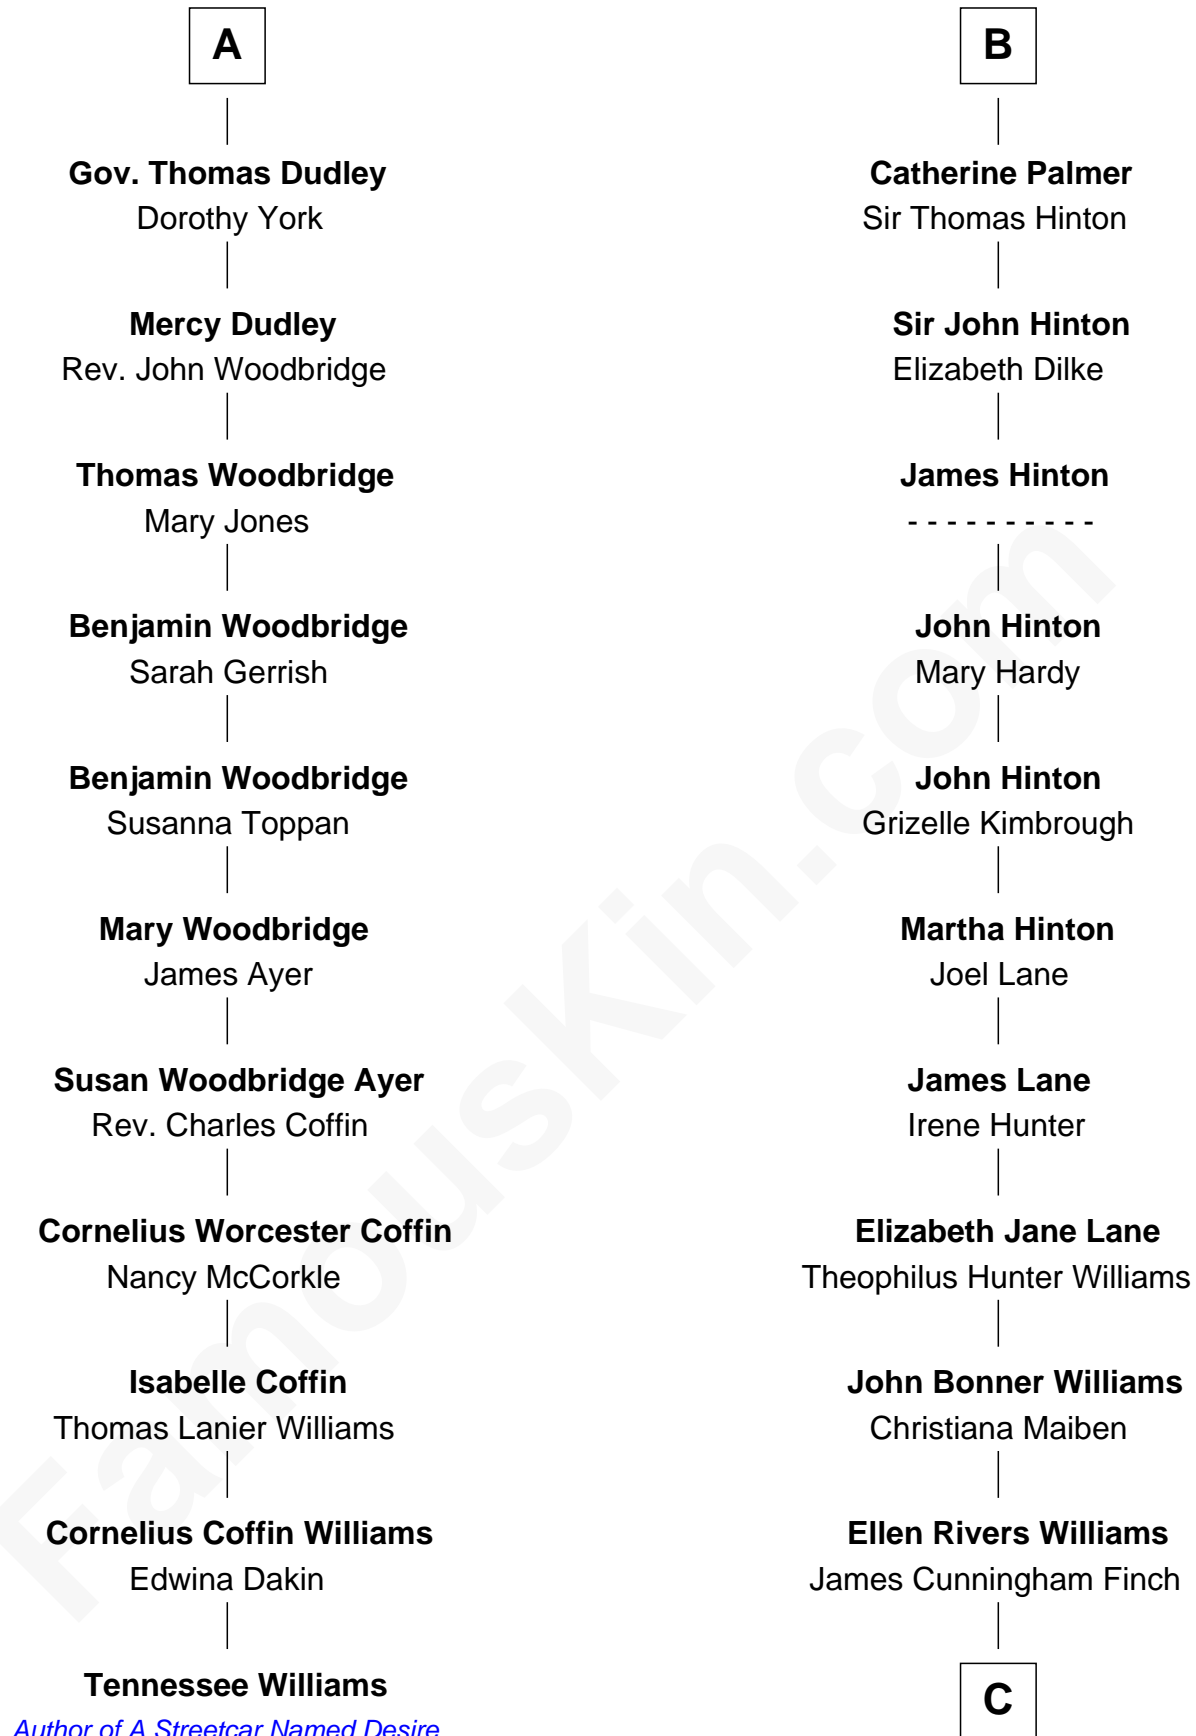 A
Gov. Thomas Dudley
Dorothy York
Mercy Dudley
Rev. John Woodbridge
Thomas Woodbridge
Mary Jones
Benjamin Woodbridge
Sarah Gerrish
Benjamin Woodbridge
Susanna Toppan
Mary Woodbridge
James Ayer
Susan Woodbridge Ayer
Rev. Charles Coffin
Cornelius Worcester Coffin
Nancy McCorkle
Isabelle Coffin
Thomas Lanier Williams
Cornelius Coffin Williams
Edwina Dakin
Tennessee Williams
Author of A Streetcar Named Desire
B
Catherine Palmer
Sir Thomas Hinton
Sir John Hinton
Elizabeth Dilke
James Hinton
- - - - - - - - - -
John Hinton
Mary Hardy
John Hinton
Grizelle Kimbrough
Martha Hinton
Joel Lane
James Lane
Irene Hunter
Elizabeth Jane Lane
Theophilus Hunter Williams
John Bonner Williams
Christiana Maiben
Ellen Rivers Williams
James Cunningham Finch
C
FamousKin.com